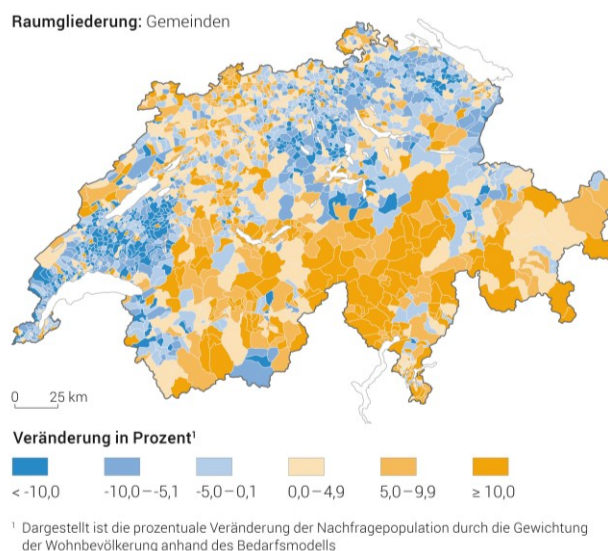 Raumgliederung: Gemeinden
0 25 km
Veränderung in Prozent¹
< -10,0 -10,0–-5,1 -5,0–-0,1 0,0–4,9 5,0–9,9 ≥ 10,0
¹ Dargestellt ist die prozentuale Veränderung der Nachfragepopulation durch die Gewichtung
der Wohnbevölkerung anhand des Bedarfsmodells